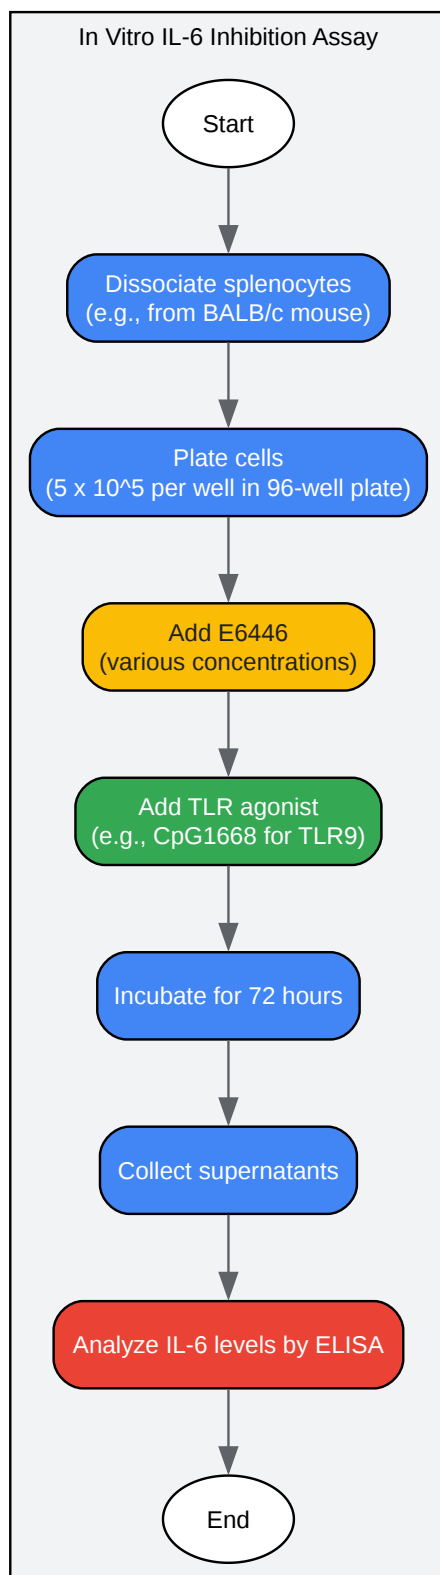 In Vitro IL-6 Inhibition Assay
Start
Dissociate splenocytes
(e.g., from BALB/c mouse)
Plate cells
(5 x 10^5 per well in 96-well plate)
Add E6446
(various concentrations)
Add TLR agonist
(e.g., CpG1668 for TLR9)
Incubate for 72 hours
Collect supernatants
Analyze IL-6 levels by ELISA
End